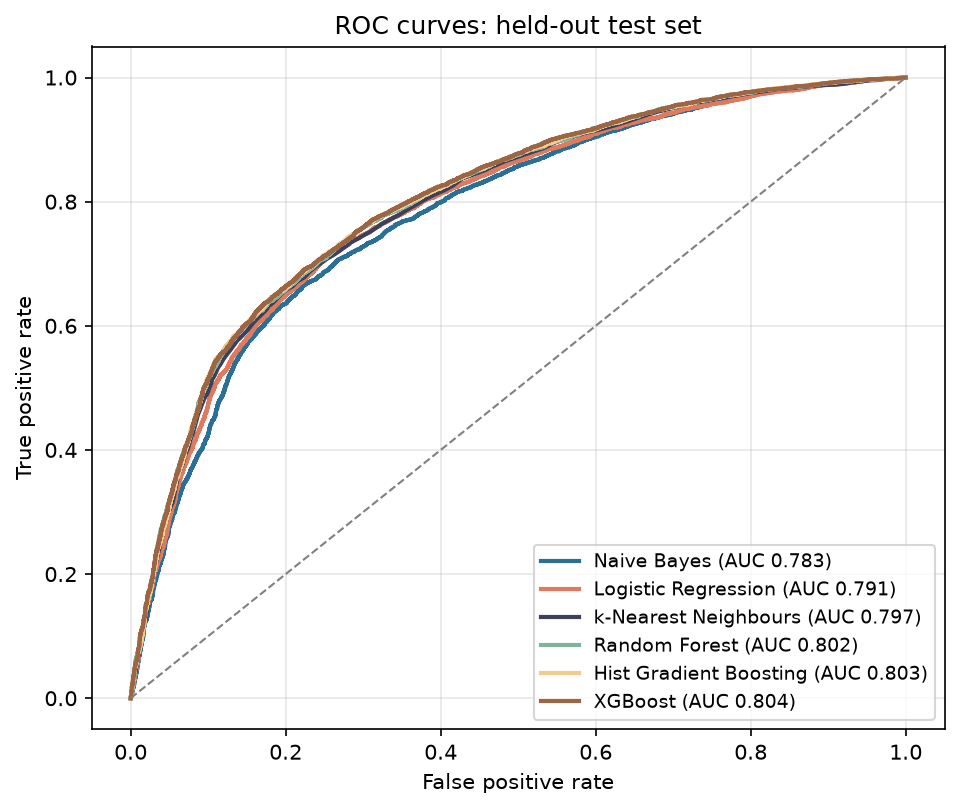 ROC curves: held-out test set
1.0
0.8
0.6
0.4
0.2
0.0
True positive rate
Naive Bayes (AUC 0.783)
Logistic Regression (AUC 0.791)
k-Nearest Neighbours (AUC 0.797)
Random Forest (AUC 0.802)
Hist Gradient Boosting (AUC 0.803)
XGBoost (AUC 0.804)
0.0 0.2 0.4 0.6 0.8 1.0
False positive rate